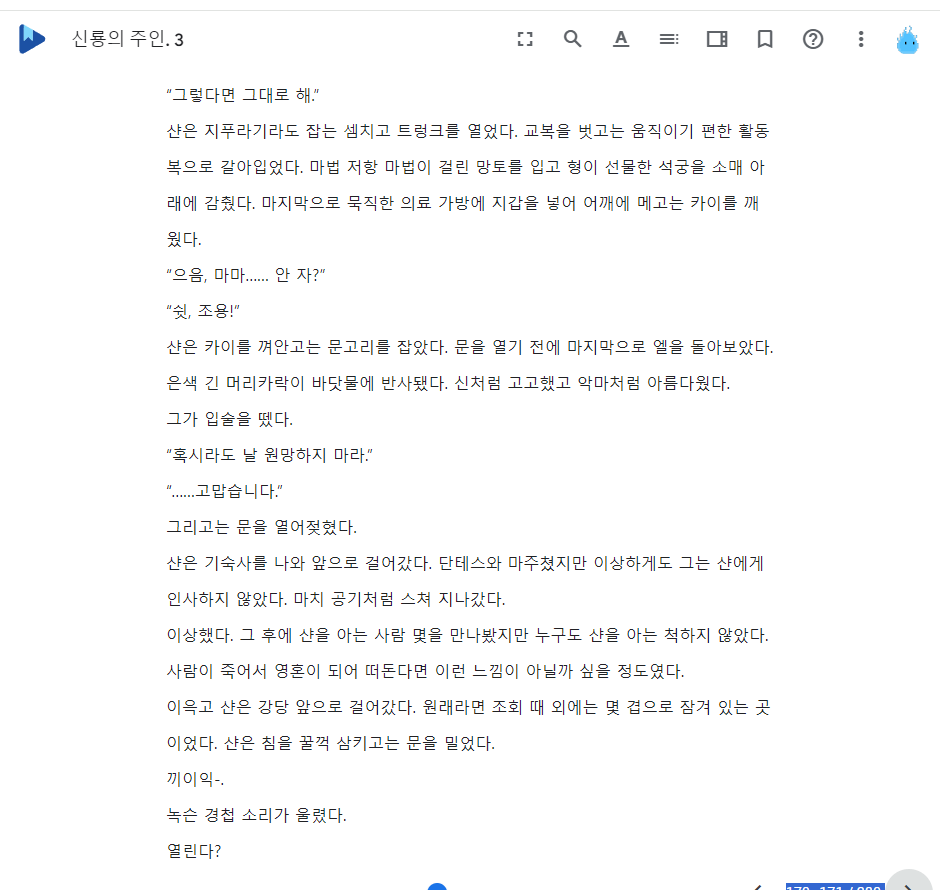 신룡의 주인. 3
“그렇다면 그대로 해.”
샨은 지푸라기라도 잡는 셈치고 트렁크를 열었다. 교복을 벗고는 움직이기 편한 활동
복으로 갈아입었다. 마법 저항 마법이 걸린 망토를 입고 형이 선물한 석궁을 소매 아
래에 감췄다. 마지막으로 묵직한 의료 가방에 지갑을 넣어 어깨에 메고는 카이를 깨
웠다.
“으음, 마마...... 안 자?”
“쉿, 조용!”
샨은 카이를 껴안고는 문고리를 잡았다. 문을 열기 전에 마지막으로 엘을 돌아보았다.
은색 긴 머리카락이 바닷물에 반사됐다. 신처럼 고고했고 악마처럼 아름다웠다.
그가 입술을 뗐다.
“혹시라도 날 원망하지 마라.”
“......고맙습니다.”
그리고는 문을 열어젖혔다.
샨은 기숙사를 나와 앞으로 걸어갔다. 단테스와 마주쳤지만 이상하게도 그는 샨에게
인사하지 않았다. 마치 공기처럼 스쳐 지나갔다.
이상했다. 그 후에 샨을 아는 사람 몇을 만나봤지만 누구도 샨을 아는 척하지 않았다.
사람이 죽어서 영혼이 되어 떠돈다면 이런 느낌이 아닐까 싶을 정도였다.
이윽고 샨은 강당 앞으로 걸어갔다. 원래라면 조회 때 외에는 몇 겹으로 잠겨 있는 곳
이었다. 샨은 침을 꿀꺽 삼키고는 문을 밀었다.
끼이익-.
녹슨 경첩 소리가 울렸다.
열린다?